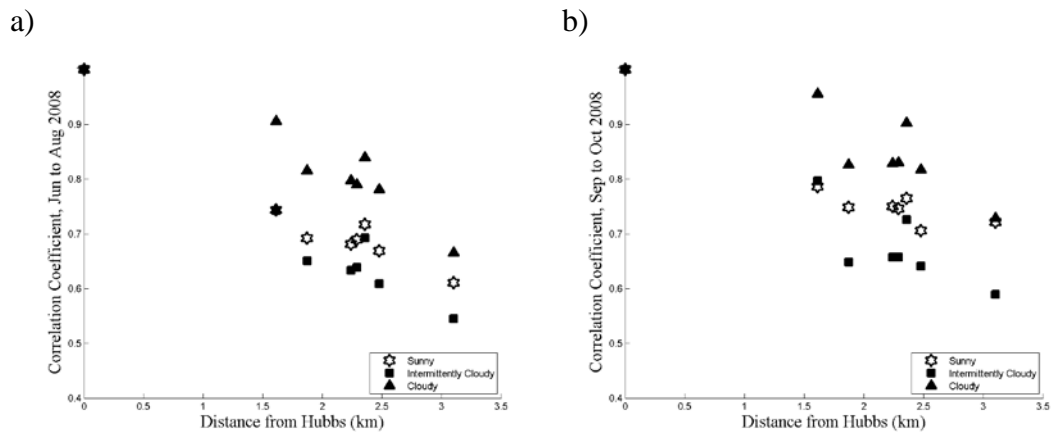 a)
Correlation Coefficient, Jun to Aug 2008
0.9
0.8
0.7
0.6
0.5
0.4
0
0.5
1
1.5
2
2.5
3
3.5
Distance from Hubbs (km)
Sunny
Intermittently Cloudy
Cloudy
b)
Correlation Coefficient, Sep to Oct 2008
0.9
0.8
0.7
0.6
0.5
0.4
0
0.5
1
1.5
2
2.5
3
3.5
Distance from Hubbs (km)
Sunny
Intermittently Cloudy
Cloudy